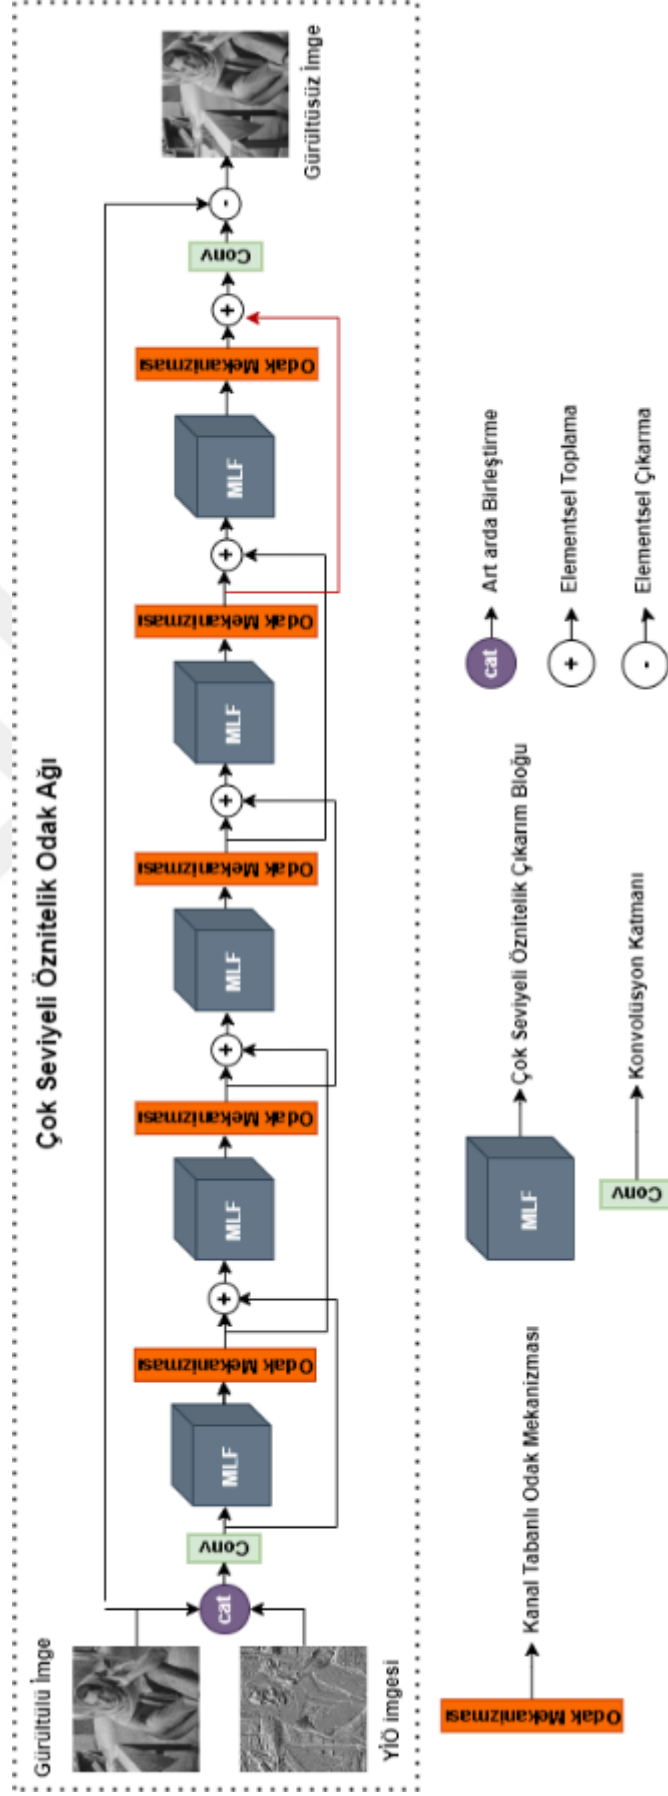 Çok Seviyeli Öznitelik Odak Ağı
Gürültülü İmge
YİÖ imgesi
cat
Conv
MLF
Odak Mekanizması
+
MLF
Odak Mekanizması
+
MLF
Odak Mekanizması
+
MLF
Odak Mekanizması
+
MLF
Odak Mekanizması
+
Conv
-
Gürültüsüz İmge
Odak Mekanizması
Kanal Tabanlı Odak Mekanizması
MLF
Çok Seviyeli Öznitelik Çıkarım Bloğu
Conv
Konvolüsyon Katmanı
cat
Art arda Birleştirme
+
Elementsel Toplama
-
Elementsel Çıkarma